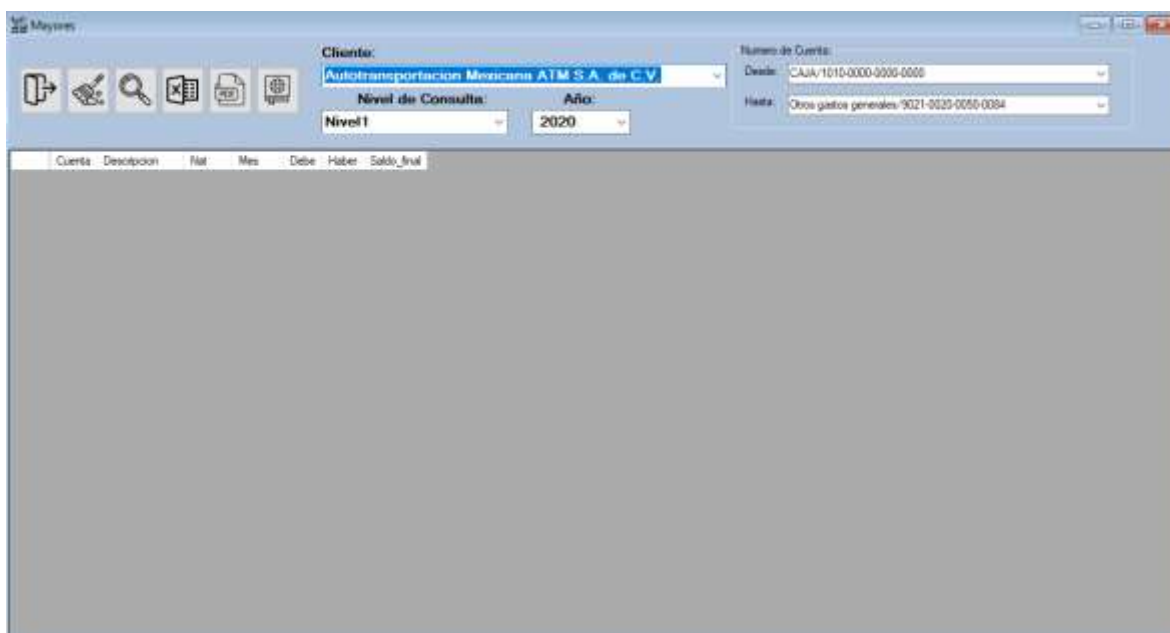 Mayores
Cliente:
Autotransportacion Mexicana ATM S.A. de C.V.
Nivel de Consulta:
Año:
Nivel1
2020
Numero de Cuenta:
Desde:
CAJA/1010-0000-0000-0000
Hasta:
Otros gastos generales/9021-0020-0050-0084
PDF
Cuenta Descripcion Nat Mes Debe Haber Saldo_final